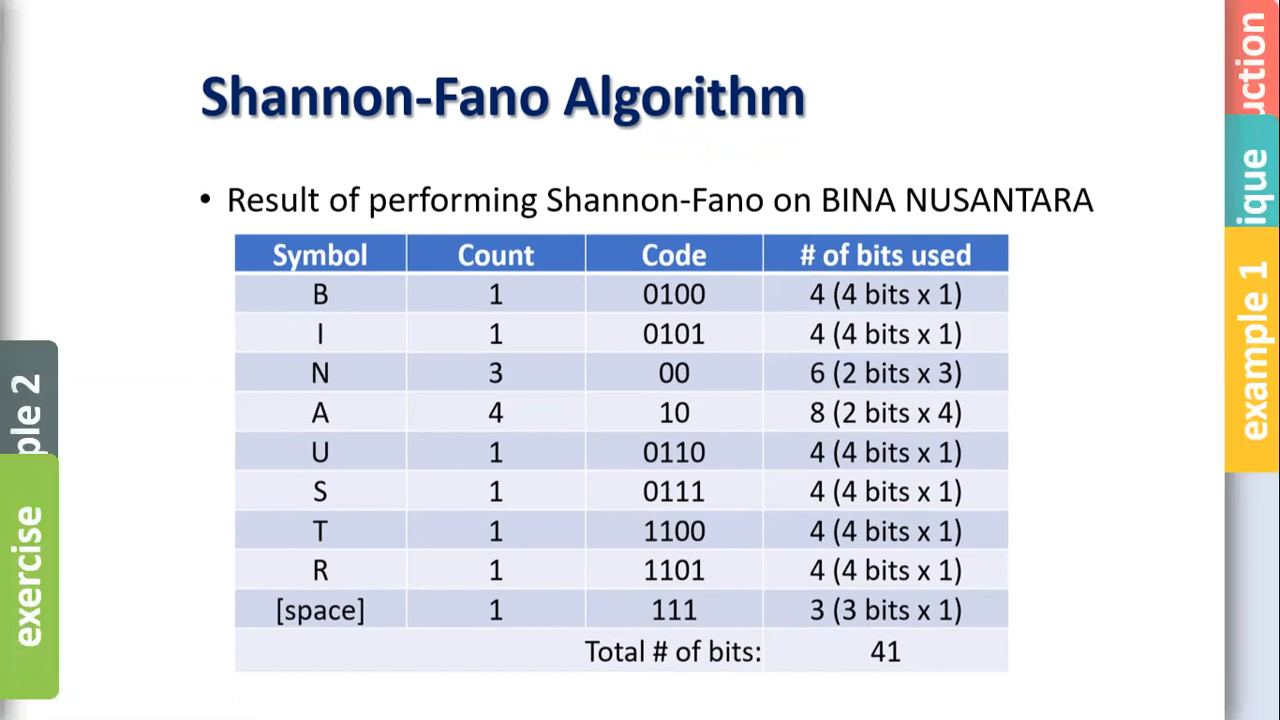 Shannon-Fano Algorithm
• Result of performing Shannon-Fano on BINA NUSANTARA
Symbol Count Code # of bits used
B 1 0100 4 (4 bits x 1)
I 1 0101 4 (4 bits x 1)
N 3 00 6 (2 bits x 3)
A 4 10 8 (2 bits x 4)
U 1 0110 4 (4 bits x 1)
S 1 0111 4 (4 bits x 1)
T 1 1100 4 (4 bits x 1)
R 1 1101 4 (4 bits x 1)
[space] 1 111 3 (3 bits x 1)
Total # of bits: 41
uction
ique
example 1
ple 2
exercise